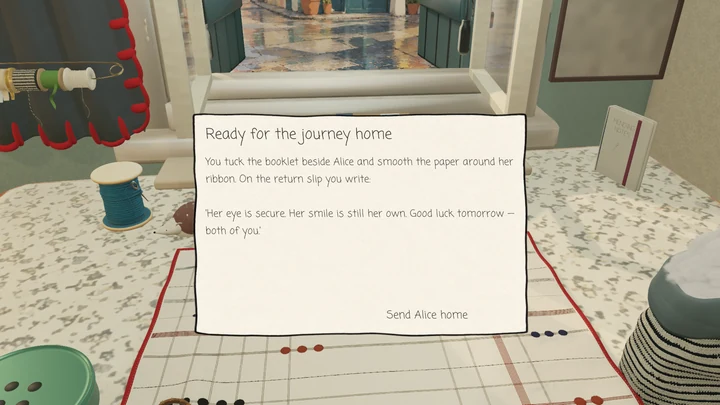 Ready for the journey home
You tuck the booklet beside Alice and smooth the paper around her
ribbon. On the return slip you write:
'Her eye is secure. Her smile is still her own. Good luck tomorrow —
both of you.'
Send Alice home